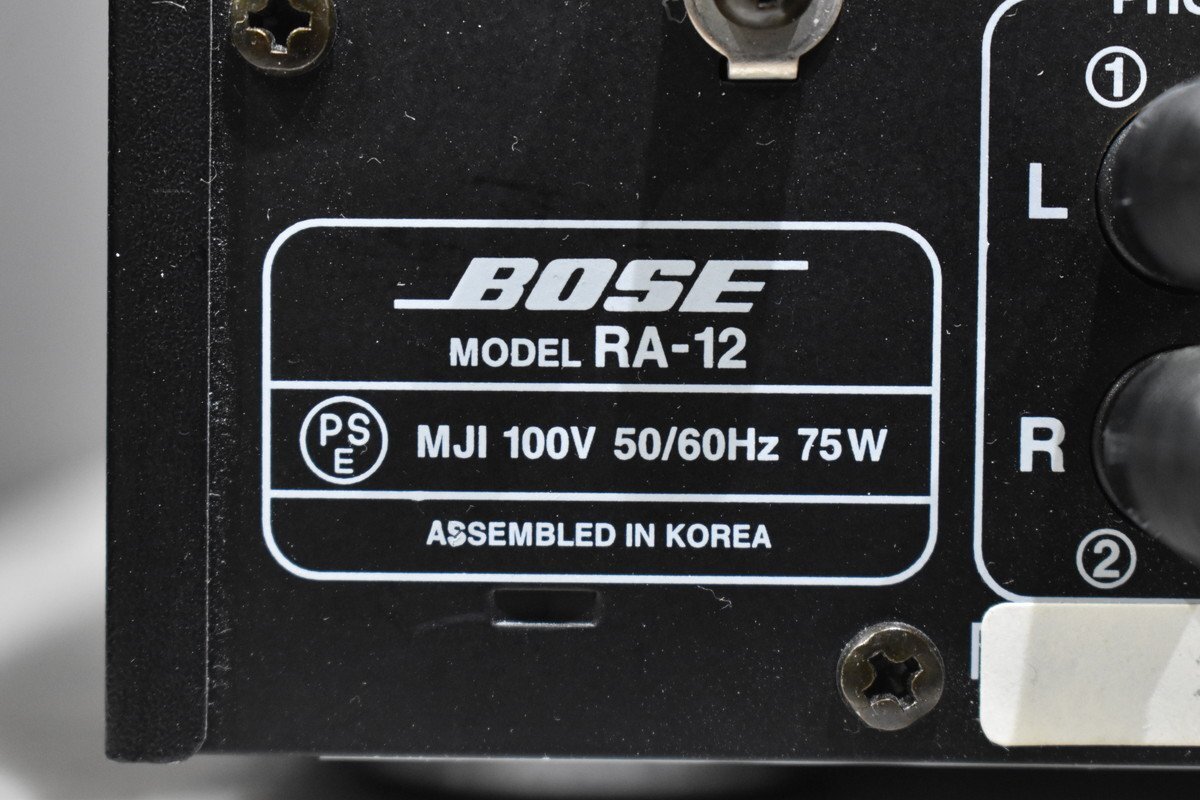 BOSE
MODEL RA-12
PSE MJI 100V 50/60Hz 75W
ASSEMBLED IN KOREA
①
L
R
②